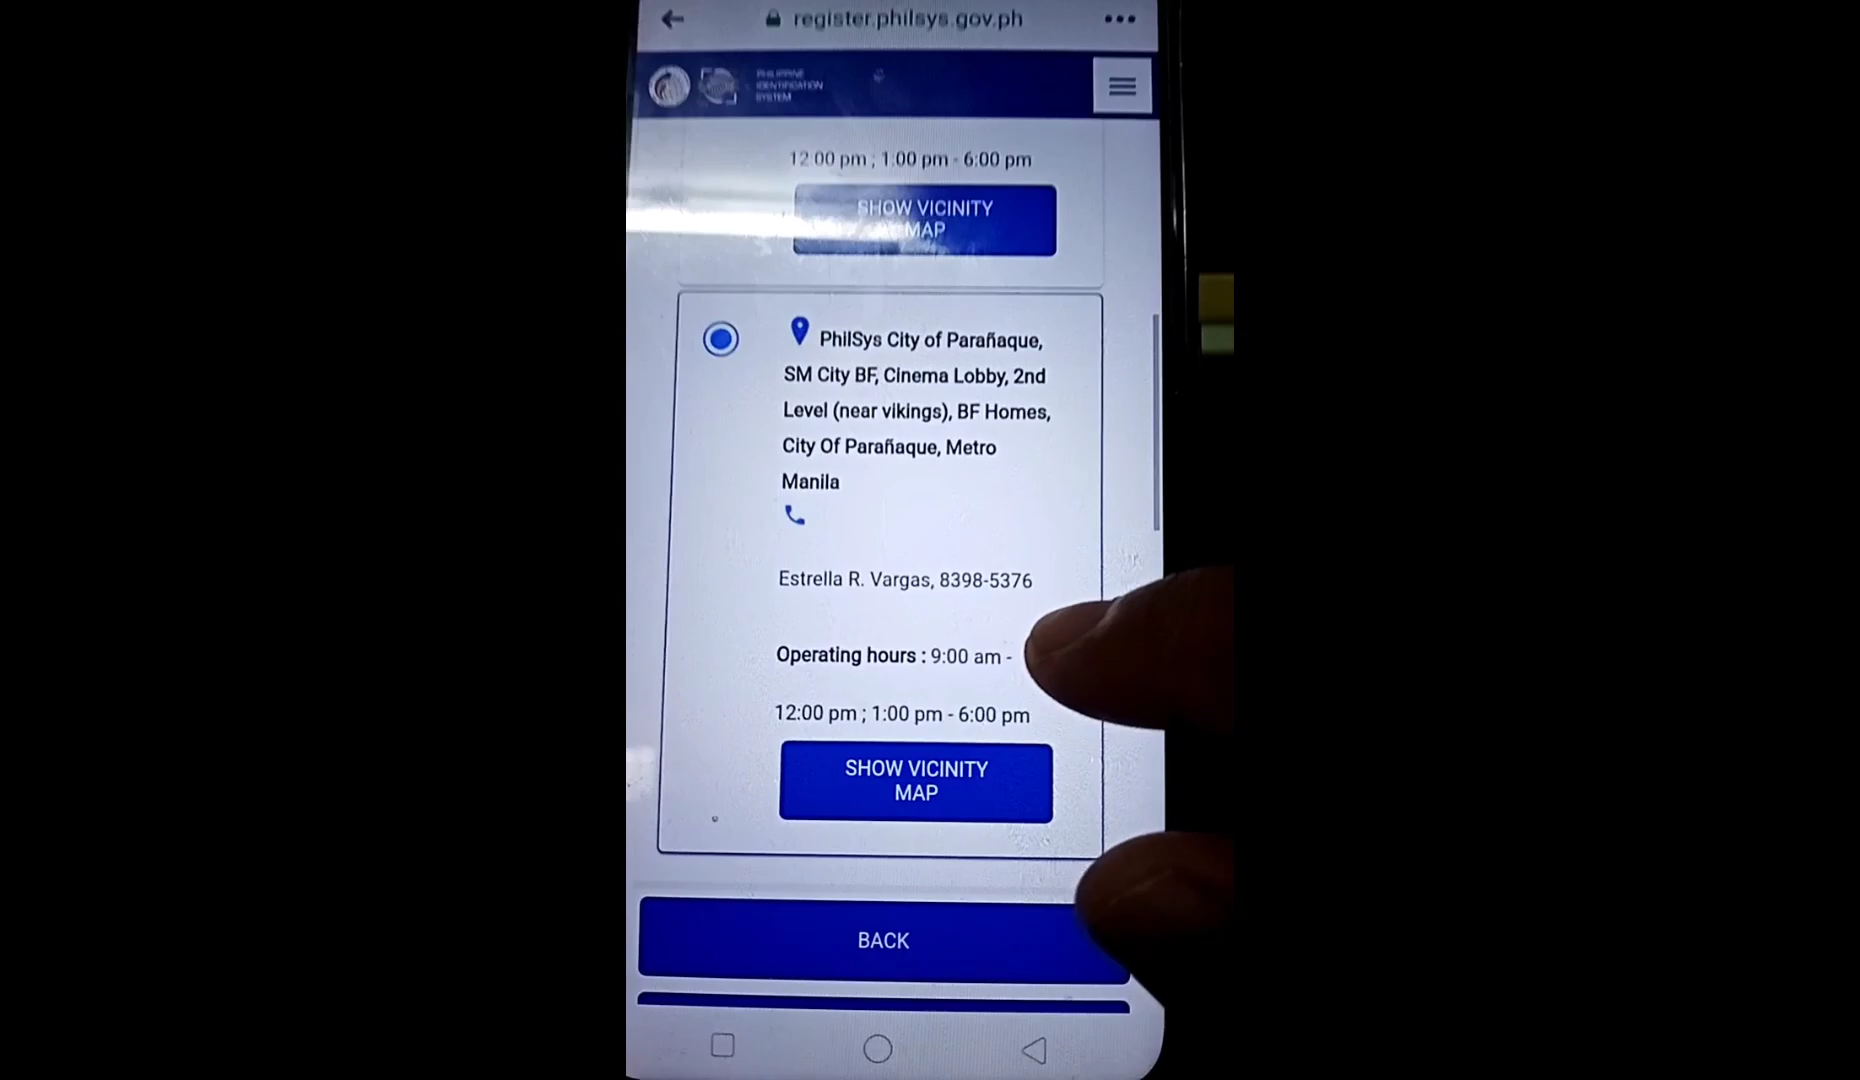 register.philsys.gov.ph
PHILIPPINE
IDENTIFICATION
SYSTEM
12:00 pm ; 1:00 pm - 6:00 pm
SHOW VICINITY
MAP
PhilSys City of Parañaque,
SM City BF, Cinema Lobby, 2nd
Level (near vikings), BF Homes,
City Of Parañaque, Metro
Manila
Estrella R. Vargas, 8398-5376
Operating hours : 9:00 am -
12:00 pm ; 1:00 pm - 6:00 pm
SHOW VICINITY
MAP
BACK